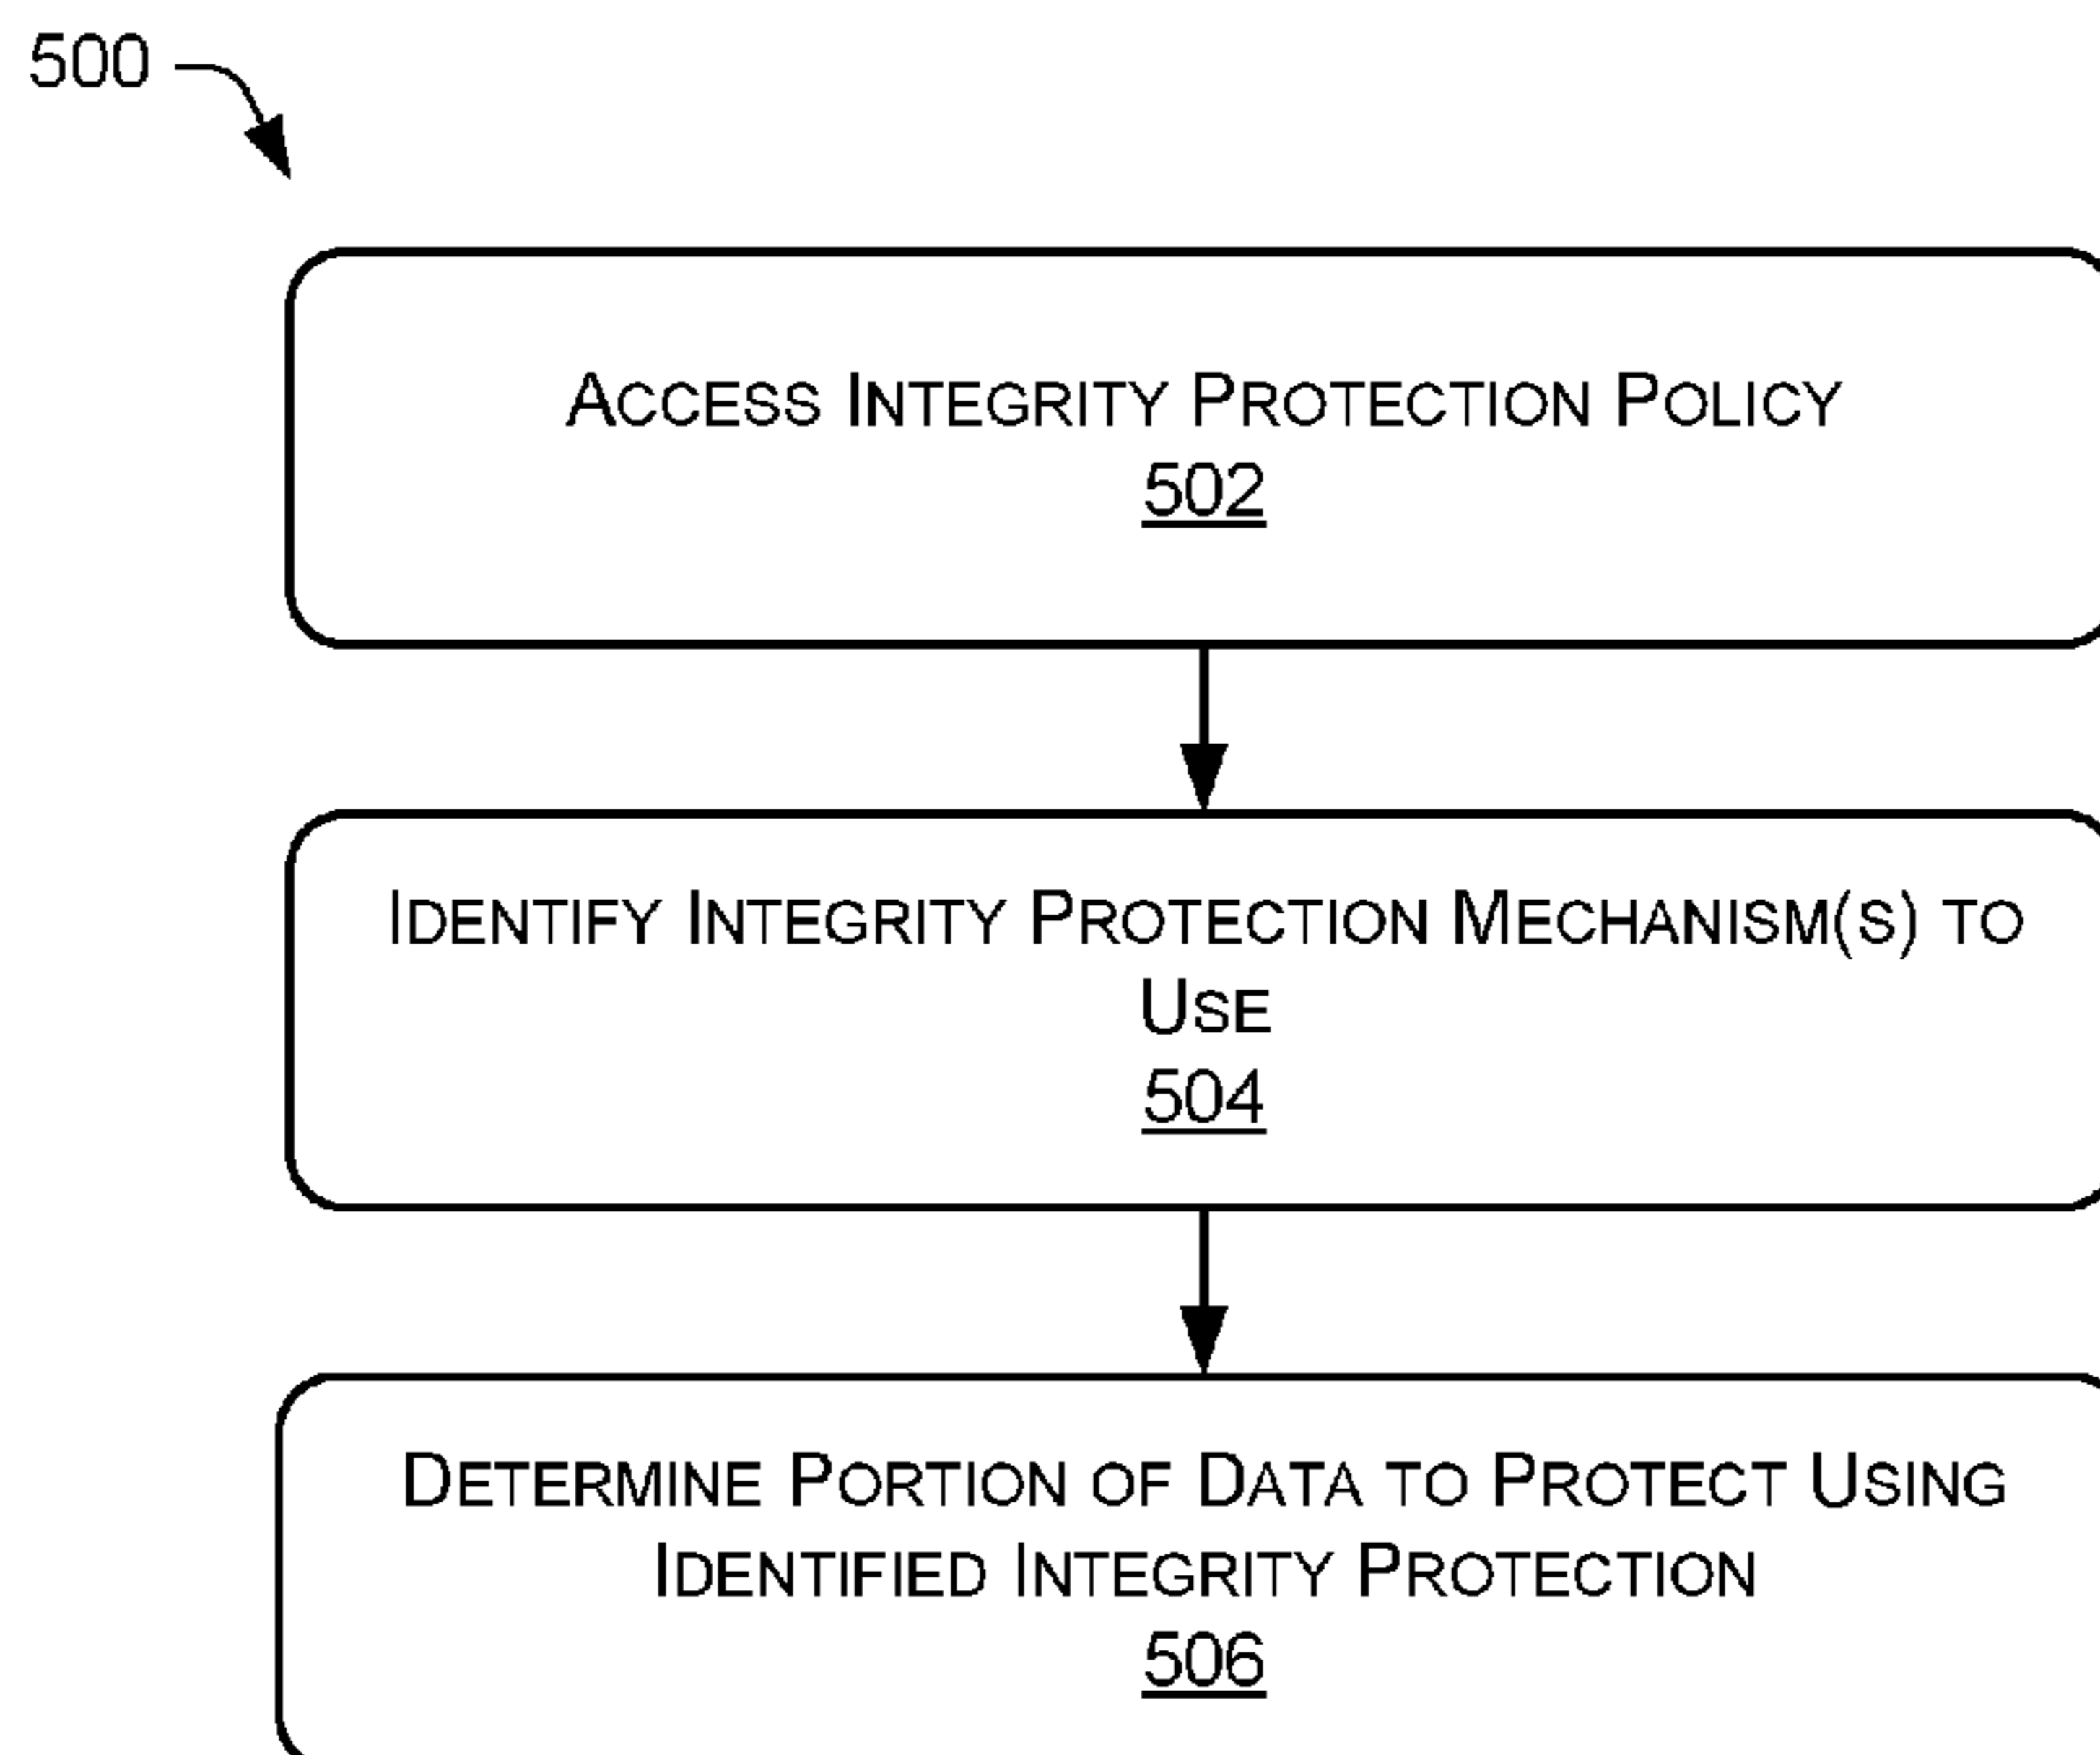 500
ACCESS INTEGRITY PROTECTION POLICY
502
IDENTIFY INTEGRITY PROTECTION MECHANISM(S) TO
USE
504
DETERMINE PORTION OF DATA TO PROTECT USING
IDENTIFIED INTEGRITY PROTECTION
506